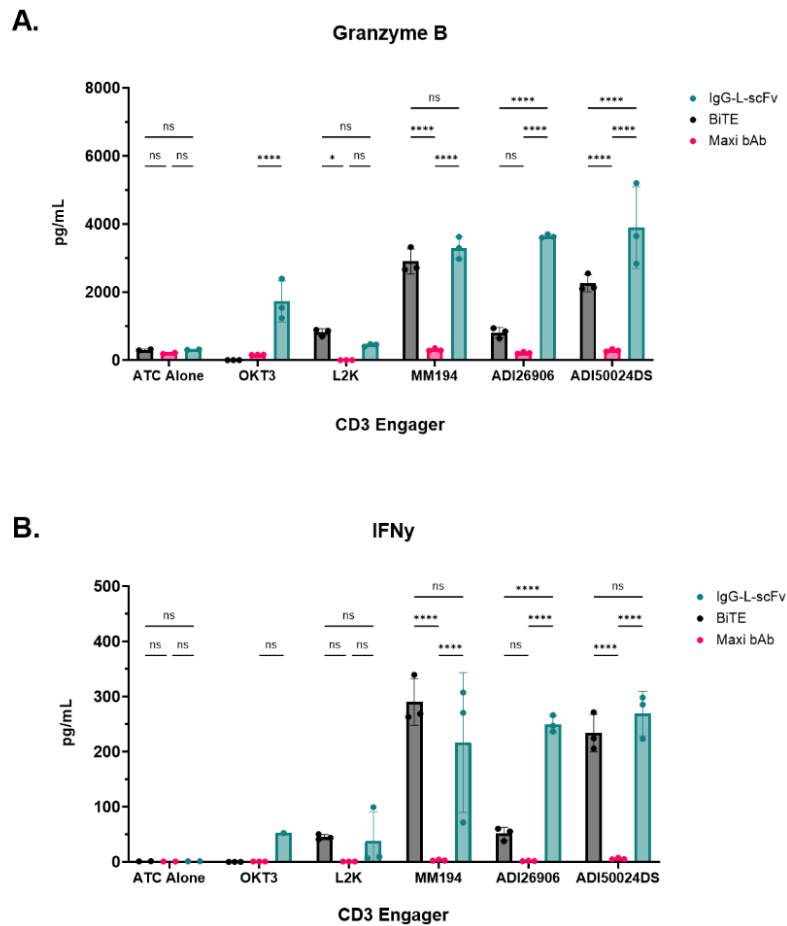 A.
Granzyme B
8000
6000
4000
2000
0
pg/mL
ns
ns ns
****
ns
* ns
ns
**** ****
****
ns ****
****
**** ****
ATC Alone OKT3 L2K MM194 ADI26906 ADI50024DS
CD3 Engager
IgG-L-scFv
BiTE
Maxi bAb
B.
IFNy
500
400
300
200
100
0
pg/mL
ns
ns ns
ns
ns
ns ns
ns
**** ****
****
ns ****
ns
**** ****
ATC Alone OKT3 L2K MM194 ADI26906 ADI50024DS
CD3 Engager
IgG-L-scFv
BiTE
Maxi bAb